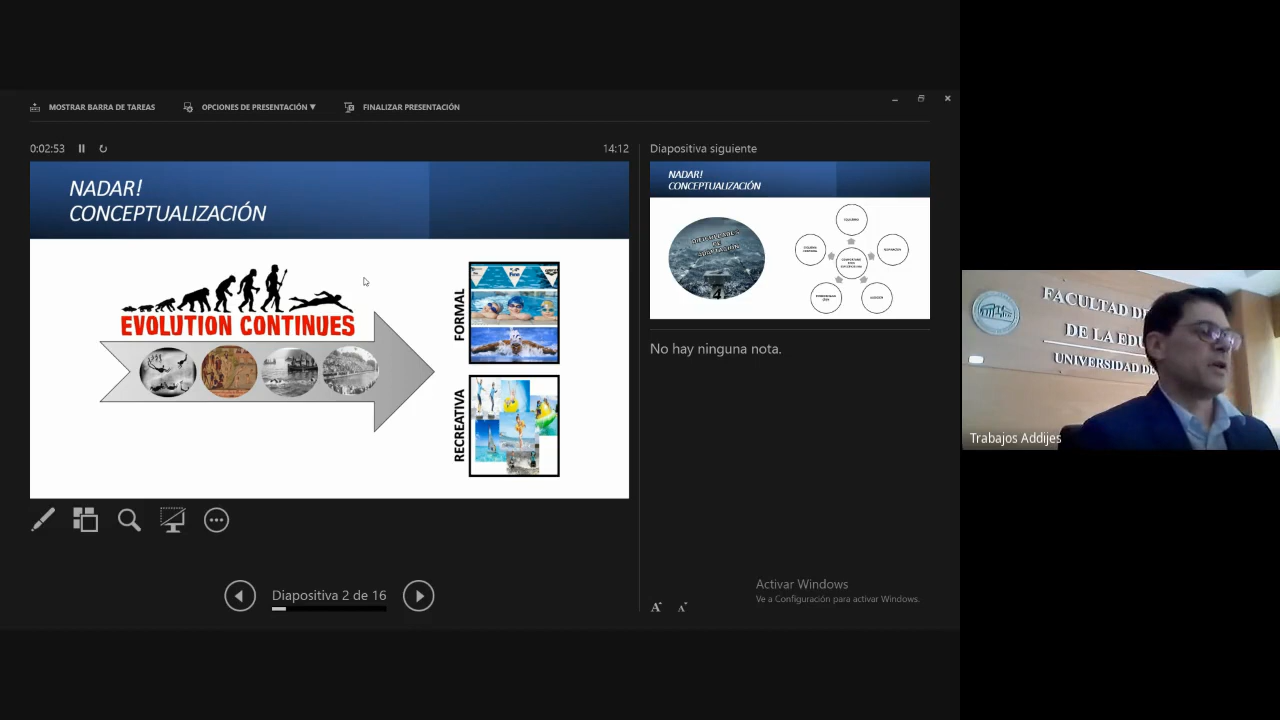 MOSTRAR BARRA DE TAREAS
OPCIONES DE PRESENTACIÓN ▼
FINALIZAR PRESENTACIÓN
0:02:53
14:12
NADAR!
CONCEPTUALIZACIÓN
EVOLUTION CONTINUES
FORMAL
RECREATIVA
Diapositiva 2 de 16
Diapositiva siguiente
NADAR!
CONCEPTUALIZACIÓN
4
No hay ninguna nota.
Activar Windows
Ve a Configuración para activar Windows.
FACULTAD DE
DE LA EDU
UNIVERSIDAD DE
Trabajos Addijes